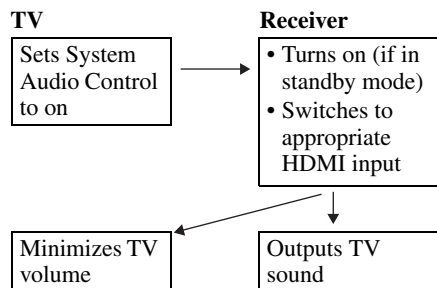 TV
Sets System
Audio Control
to on
Receiver
• Turns on (if in
standby mode)
• Switches to
appropriate
HDMI input
Minimizes TV
volume
Outputs TV
sound